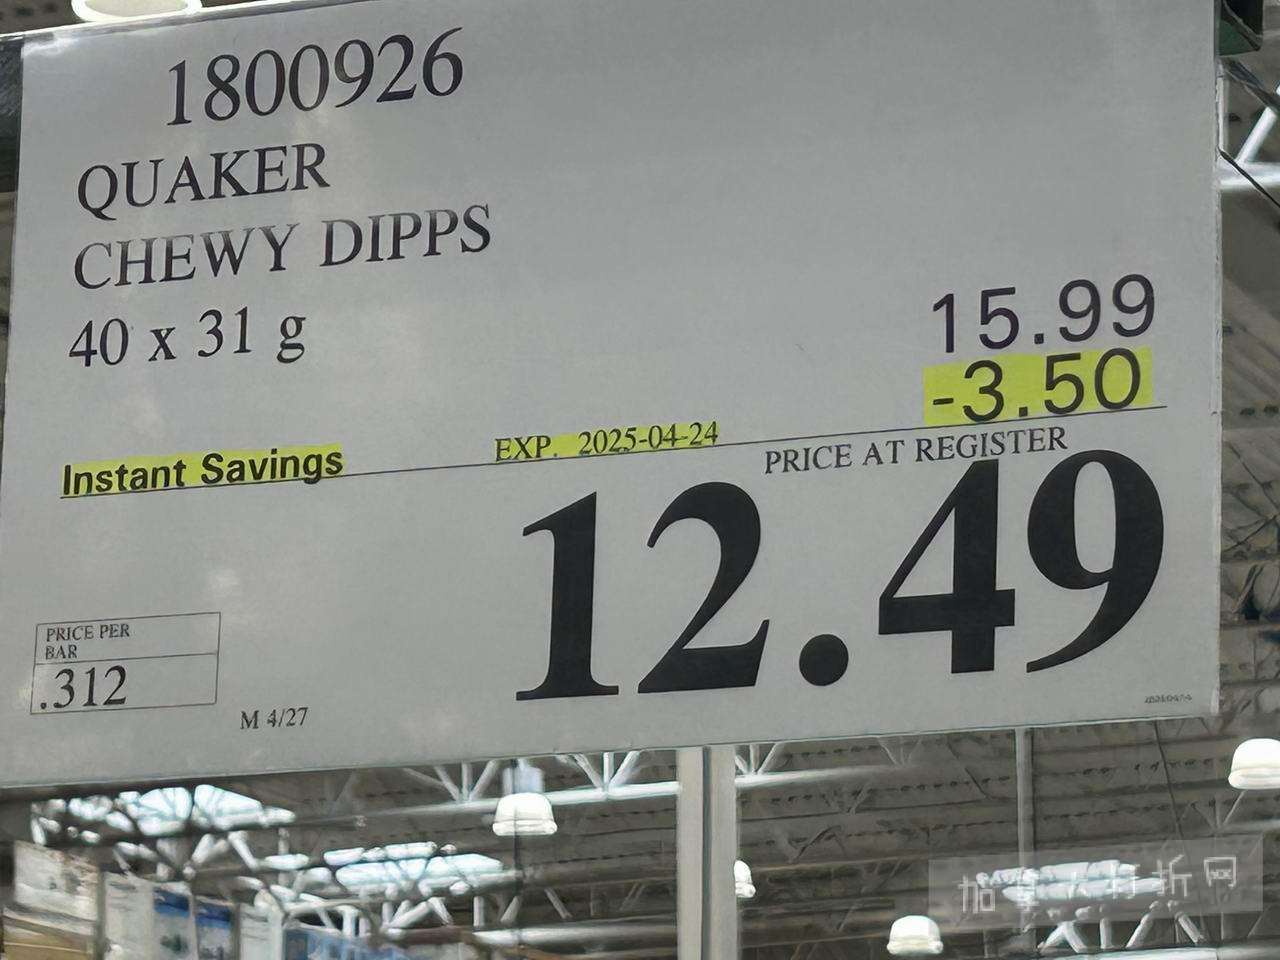 1800926
QUAKER
CHEWY DIPPS
40 x 31 g
15.99
-3.50
Instant Savings EXP. 2025-04-24
PRICE AT REGISTER
12.49
PRICE PER
BAR
.312
M 4/27
加拿大打折网